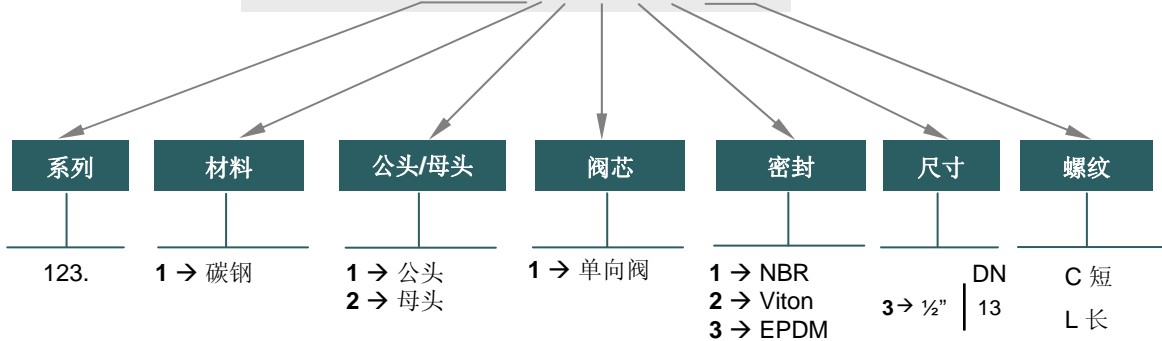 系列
材料
公头/母头
阀芯
密封
尺寸
螺纹
123.
1 → 碳钢
1 → 公头
2 → 母头
1 → 单向阀
1 → NBR
2 → Viton
3 → EPDM
DN
3→ ½” 13
C 短
L 长